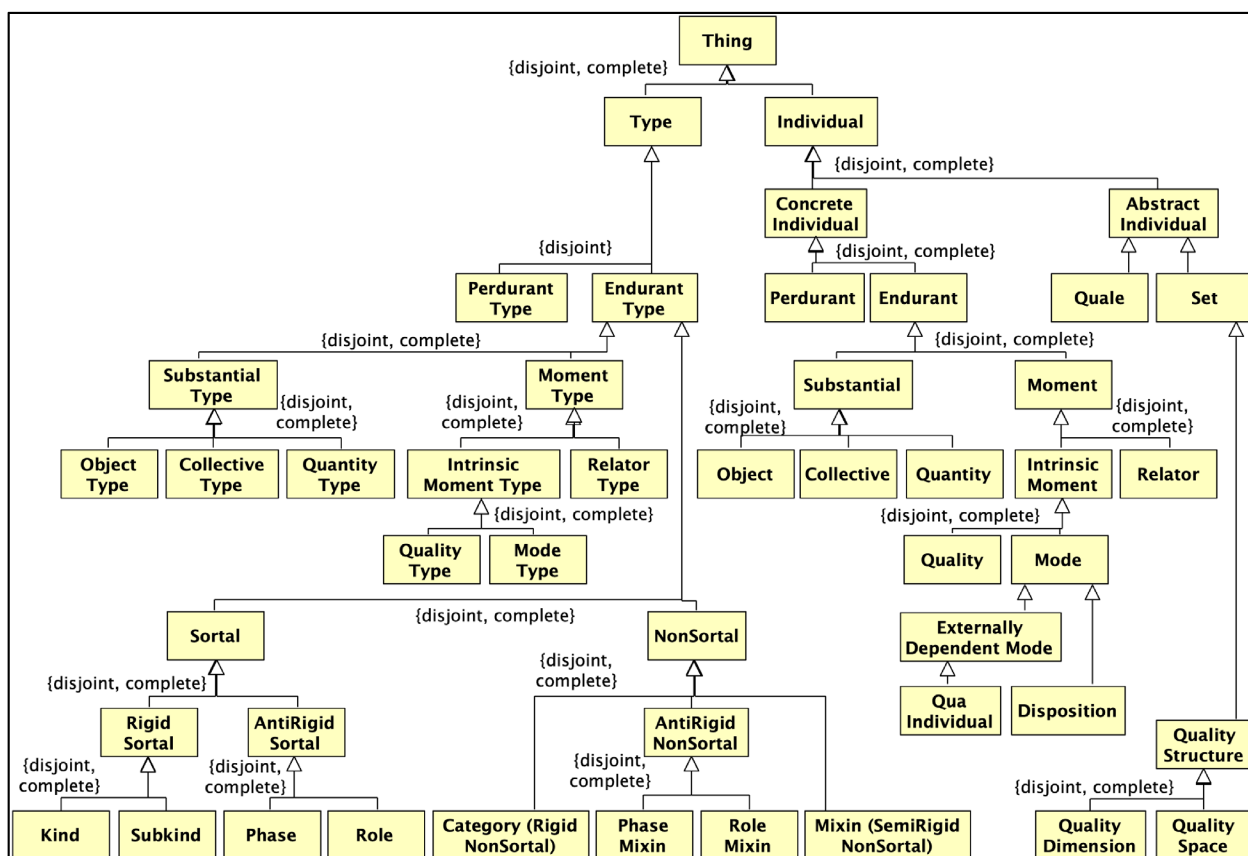 Thing
{disjoint, complete}
Type
Individual
{disjoint, complete}
Concrete
Individual
Abstract
Individual
{disjoint}
{disjoint, complete}
Perdurant
Type
Endurant
Type
Perdurant
Endurant
Quale
Set
{disjoint, complete}
{disjoint, complete}
Substantial
Type
Moment
Type
Substantial
Moment
{disjoint,
complete}
{disjoint,
complete}
{disjoint,
complete}
{disjoint,
complete}
Object
Type
Collective
Type
Quantity
Type
Intrinsic
Moment Type
Relator
Type
Object
Collective
Quantity
Intrinsic
Moment
Relator
{disjoint, complete}
{disjoint, complete}
Quality
Type
Mode
Type
Quality
Mode
{disjoint, complete}
Sortal
NonSortal
Externally
Dependent Mode
{disjoint, complete}
{disjoint,
complete}
Rigid
Sortal
AntiRigid
Sortal
AntiRigid
NonSortal
Qua
Individual
Disposition
Quality
Structure
{disjoint,
complete}
{disjoint,
complete}
{disjoint,
complete}
{disjoint, complete}
Kind
Subkind
Phase
Role
Category (Rigid
NonSortal)
Phase
Mixin
Role
Mixin
Mixin (SemiRigid
NonSortal)
Quality
Dimension
Quality
Space